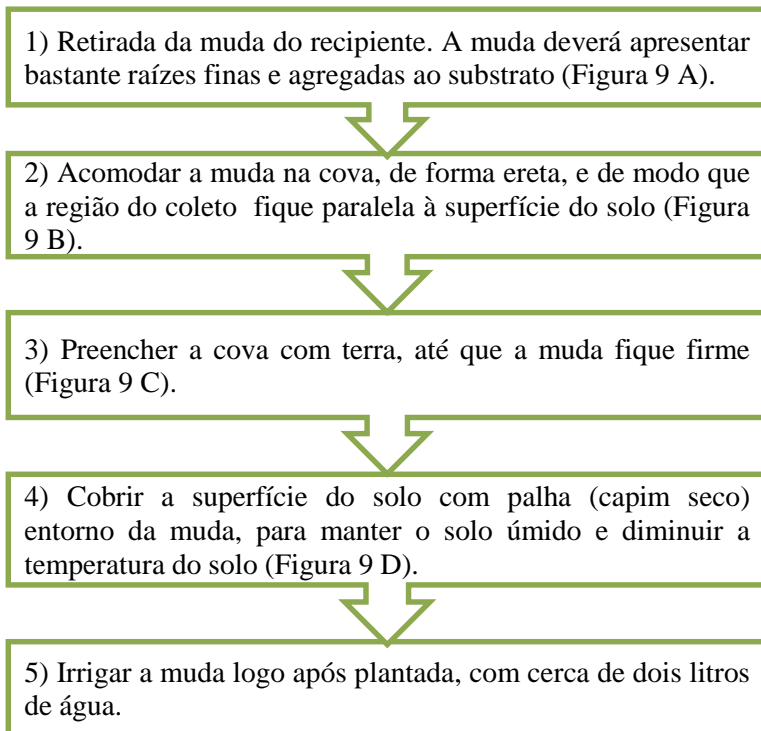 1) Retirada da muda do recipiente. A muda deverá apresentar
bastante raízes finas e agregadas ao substrato (Figura 9 A).
2) Acomodar a muda na cova, de forma ereta, e de modo que
a região do coleto fique paralela à superfície do solo (Figura
9 B).
3) Preencher a cova com terra, até que a muda fique firme
(Figura 9 C).
4) Cobrir a superfície do solo com palha (capim seco)
entorno da muda, para manter o solo úmido e diminuir a
temperatura do solo (Figura 9 D).
5) Irrigar a muda logo após plantada, com cerca de dois litros
de água.